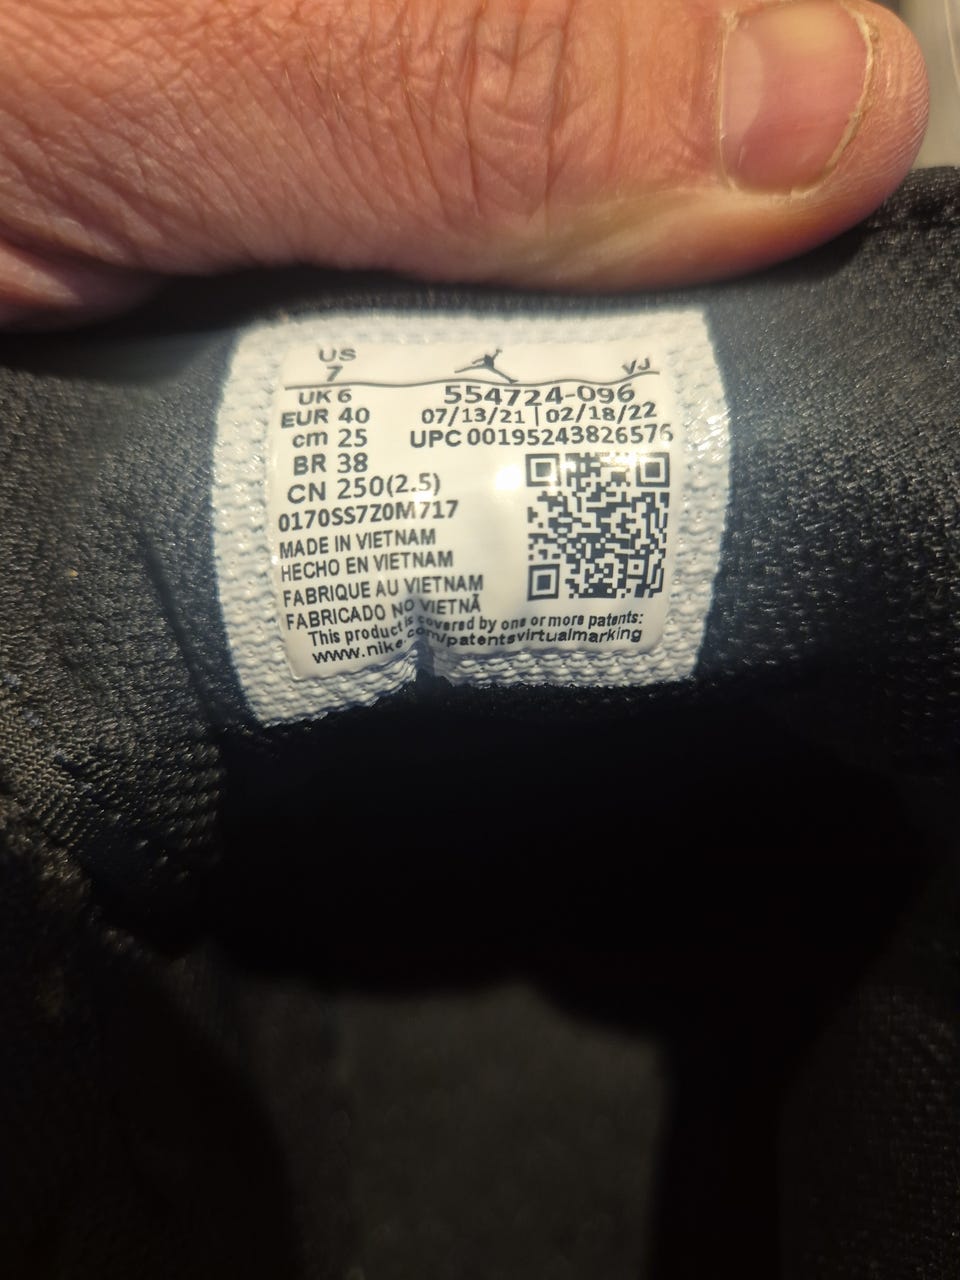 US
7
VJ
UK 6
554724-096
EUR 40
07/13/21 | 02/18/22
cm 25
UPC 00195243826576
BR 38
CN 250(2.5)
0170SS7Z0M717
MADE IN VIETNAM
HECHO EN VIETNAM
FABRIQUE AU VIETNAM
FABRICADO NO VIETNÃ
This product is covered by one or more patents:
www.nike.com/patentsvirtualmarking